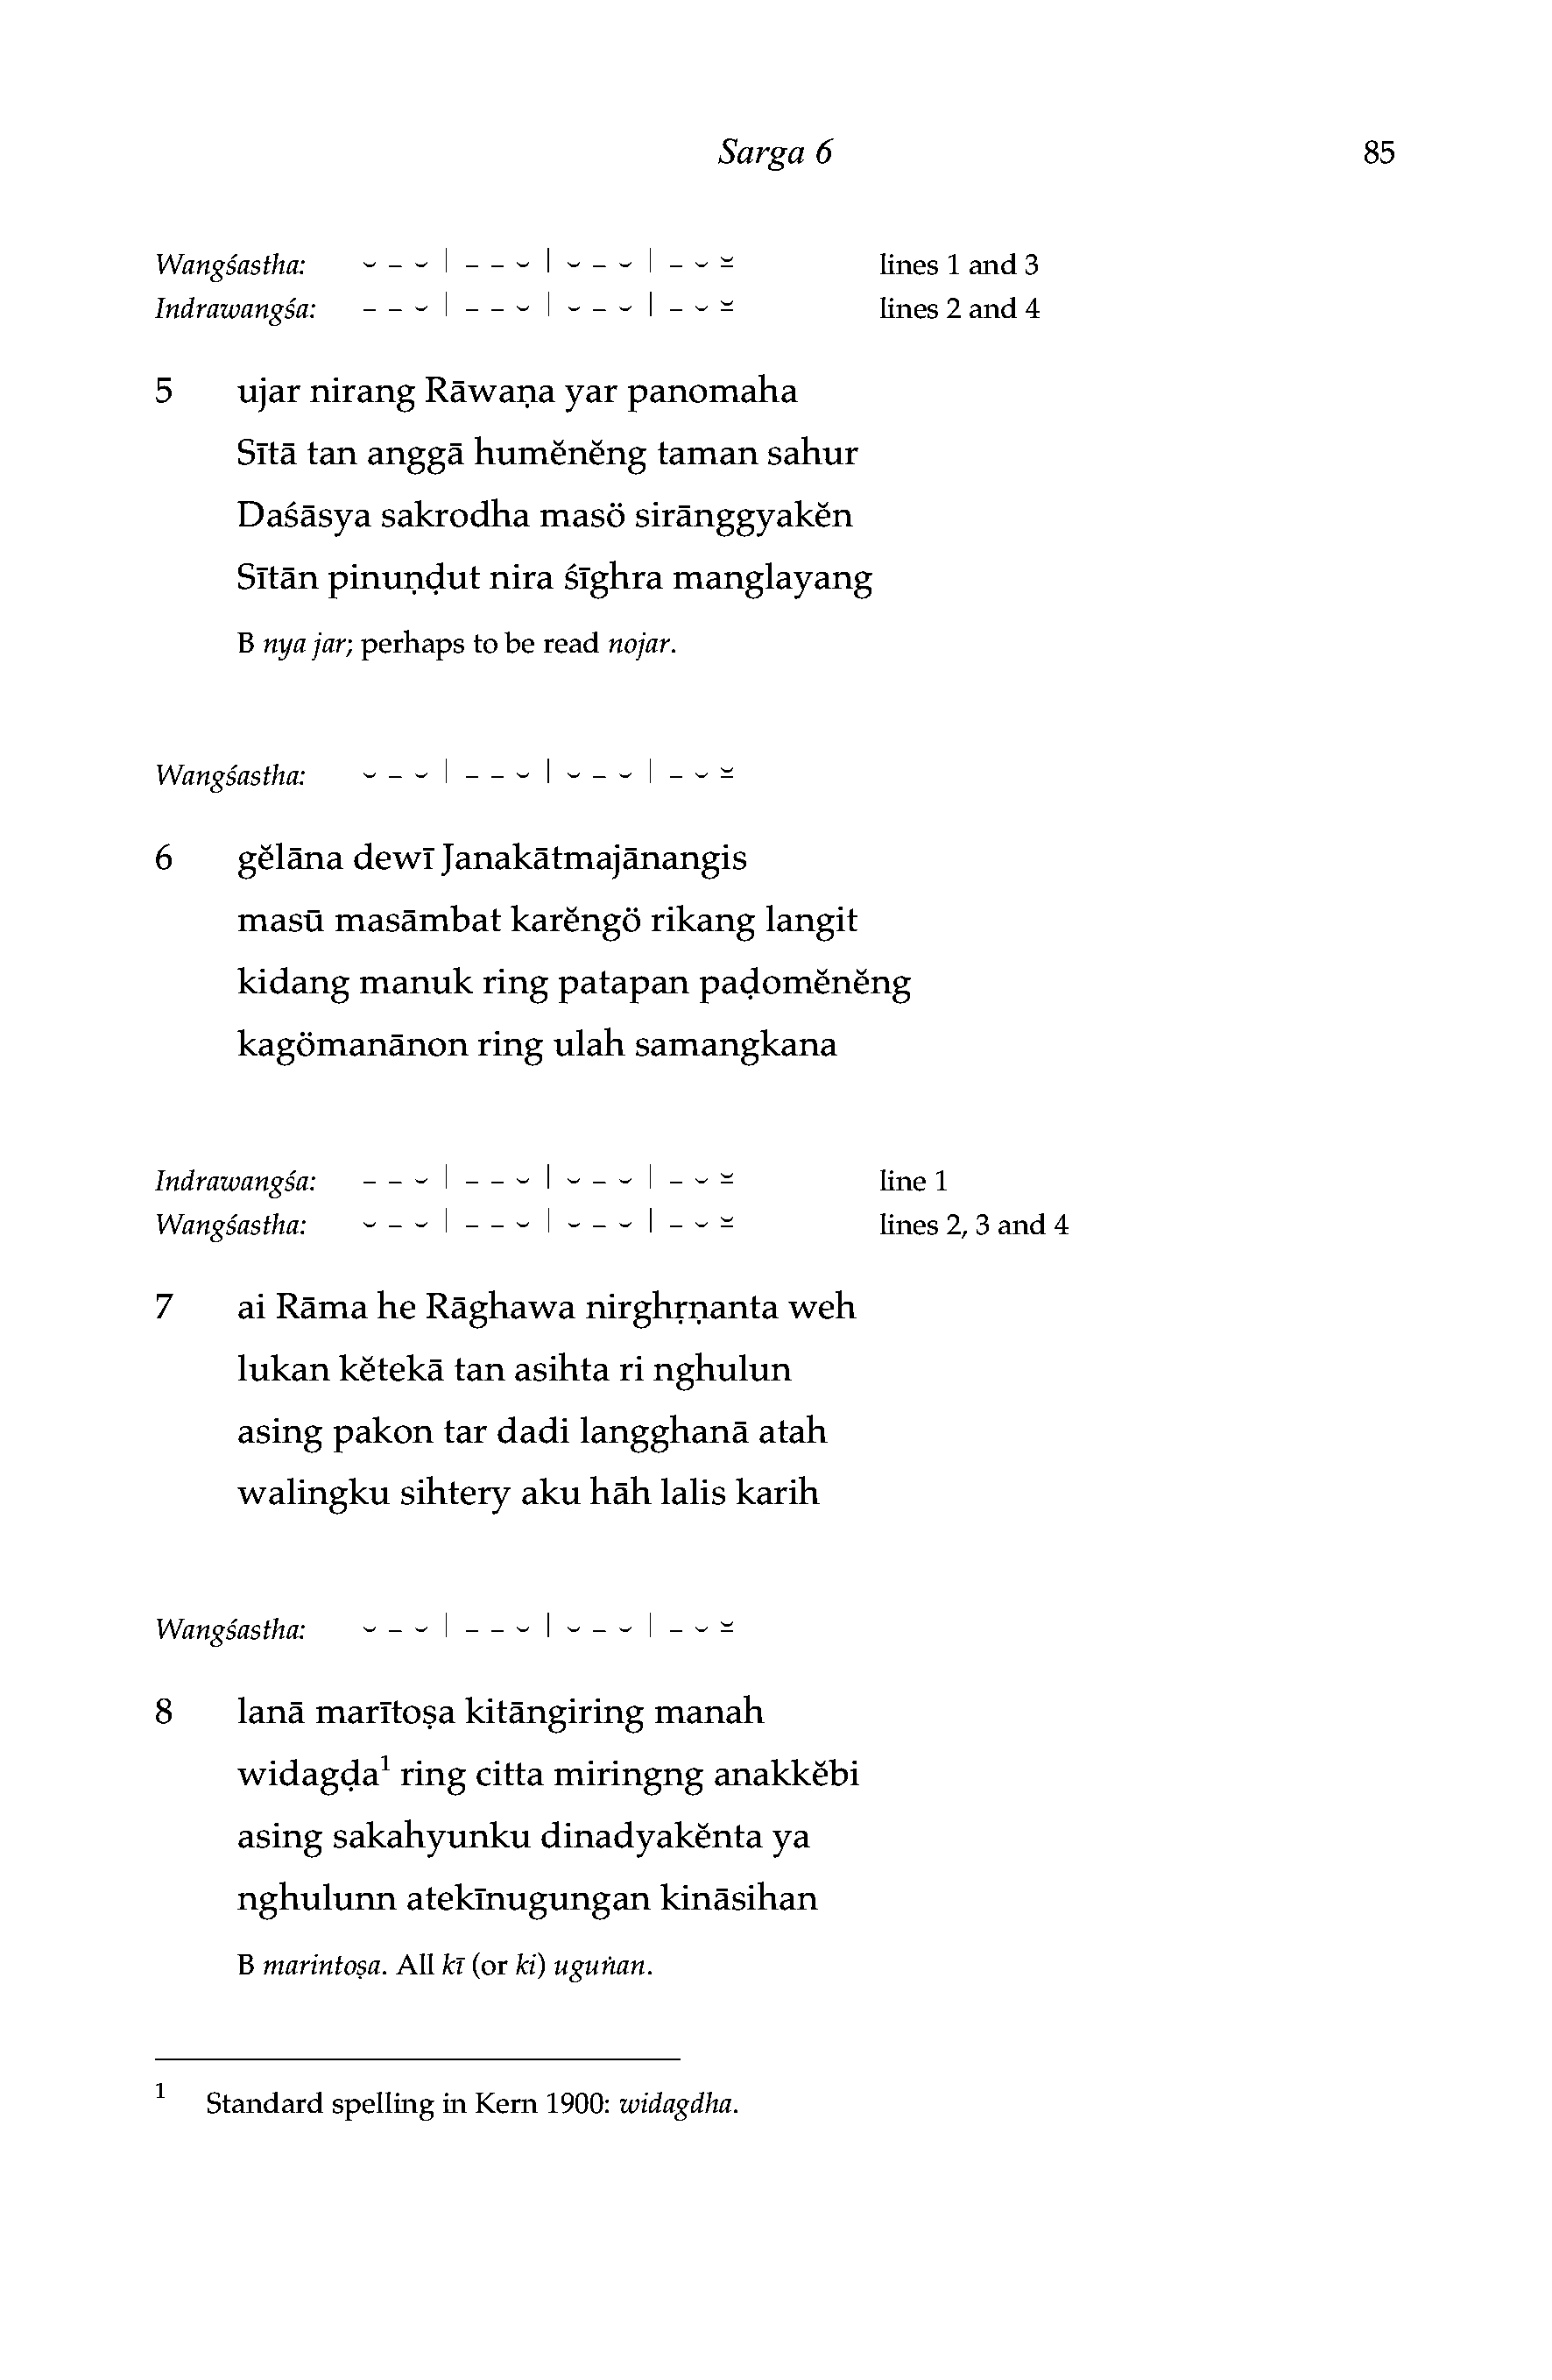 Sarga 6 85
Wangśastha: ⏑ – ⏑ | – – ⏑ | ⏑ – ⏑ | – ⏑ ⏓ lines 1 and 3
Indrawangśa: – – ⏑ | – – ⏑ | ⏑ – ⏑ | – ⏑ ⏓ lines 2 and 4
5 ujar nirang Rāwaṇa yar panomaha
Sītā tan anggā humĕnĕng taman sahur
Daśāsya sakrodha masö sirānggyakĕn
Sītān pinuṇḍut nira śīghra manglayang
B nya jar; perhaps to be read nojar.
Wangśastha: ⏑ – ⏑ | – – ⏑ | ⏑ – ⏑ | – ⏑ ⏓
6 gĕlāna dewī Janakātmajānangis
masū masāmbat karĕngö rikang langit
kidang manuk ring patapan paḍomĕnĕng
kagömanānon ring ulah samangkana
Indrawangśa: – – ⏑ | – – ⏑ | ⏑ – ⏑ | – ⏑ ⏓ line 1
Wangśastha: ⏑ – ⏑ | – – ⏑ | ⏑ – ⏑ | – ⏑ ⏓ lines 2, 3 and 4
7 ai Rāma he Rāghawa nirghṛṇanta weh
lukan kĕtekā tan asihta ri nghulun
asing pakon tar dadi langghanā atah
walingku sihtery aku hāh lalis karih
Wangśastha: ⏑ – ⏑ | – – ⏑ | ⏑ – ⏑ | – ⏑ ⏓
8 lanā marītoṣa kitāngiring manah
widagḍa¹ ring citta miringng anakkĕbi
asing sakahyunku dinadyakĕnta ya
nghulunn atekīnugungan kināsihan
B marintoṣa. All kī (or ki) uguṅan.
1 Standard spelling in Kern 1900: widagdha.